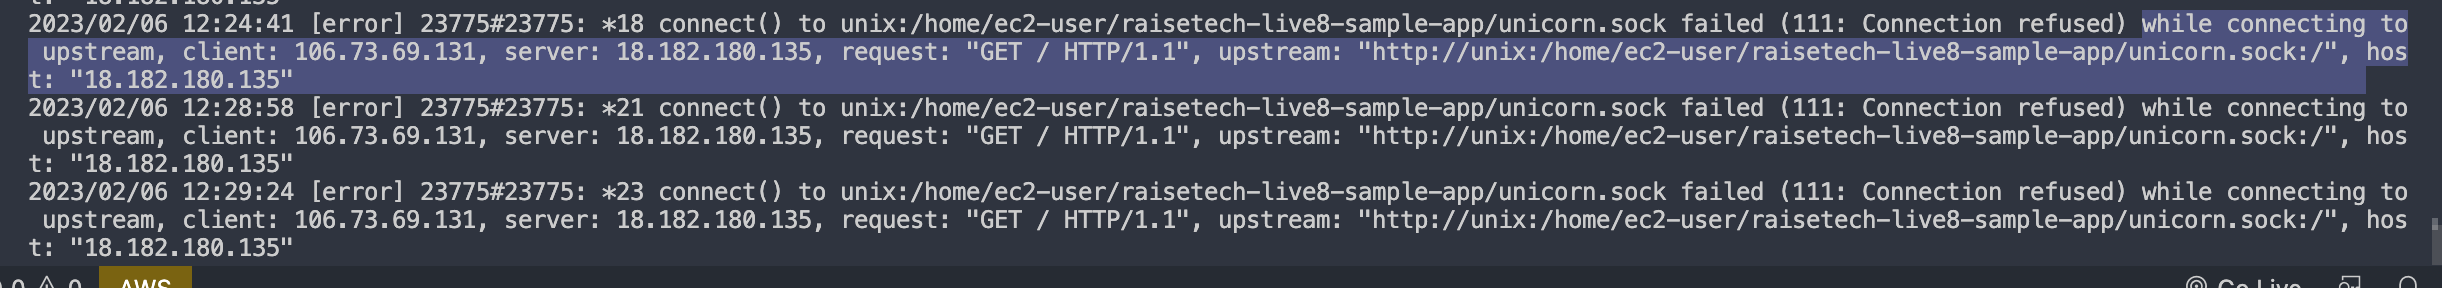 2023/02/06 12:24:41 [error] 23775#23775: *18 connect() to unix:/home/ec2-user/raisetech-live8-sample-app/unicorn.sock failed (111: Connection refused) while connecting to
upstream, client: 106.73.69.131, server: 18.182.180.135, request: "GET / HTTP/1.1", upstream: "http://unix:/home/ec2-user/raisetech-live8-sample-app/unicorn.sock:/", hos
t: "18.182.180.135"
2023/02/06 12:28:58 [error] 23775#23775: *21 connect() to unix:/home/ec2-user/raisetech-live8-sample-app/unicorn.sock failed (111: Connection refused) while connecting to
upstream, client: 106.73.69.131, server: 18.182.180.135, request: "GET / HTTP/1.1", upstream: "http://unix:/home/ec2-user/raisetech-live8-sample-app/unicorn.sock:/", hos
t: "18.182.180.135"
2023/02/06 12:29:24 [error] 23775#23775: *23 connect() to unix:/home/ec2-user/raisetech-live8-sample-app/unicorn.sock failed (111: Connection refused) while connecting to
upstream, client: 106.73.69.131, server: 18.182.180.135, request: "GET / HTTP/1.1", upstream: "http://unix:/home/ec2-user/raisetech-live8-sample-app/unicorn.sock:/", hos
t: "18.182.180.135"
0 0 AWS Go Live